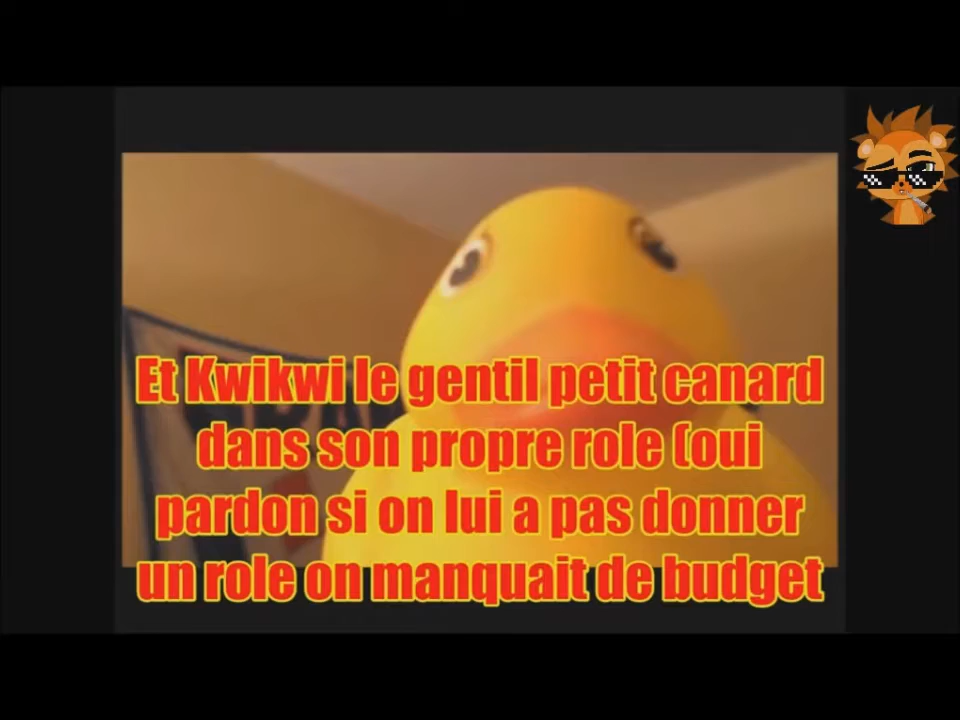 Et Kwikwi le gentil petit canard
dans son propre role (oui
pardon si on lui a pas donner
un role on manquait de budget